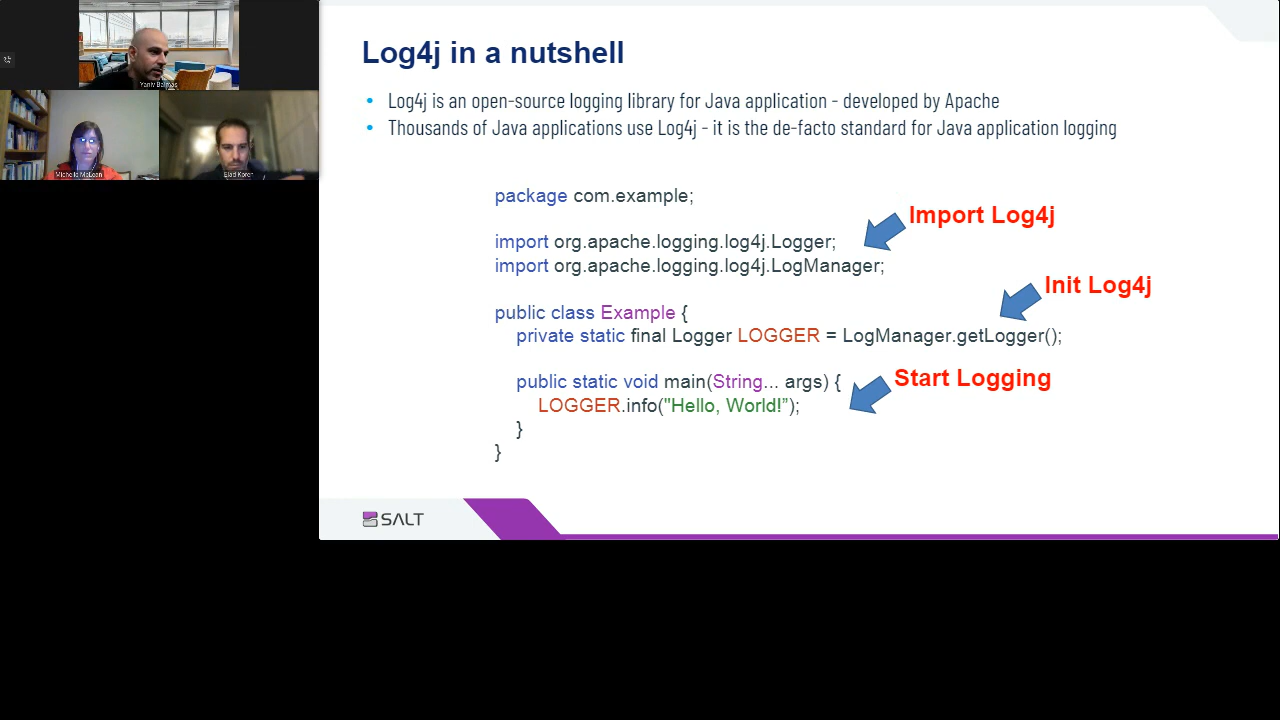 Yaniv Balmas
Michelle McLean
Elad Koren
Log4j in a nutshell
• Log4j is an open-source logging library for Java application - developed by Apache
• Thousands of Java applications use Log4j - it is the de-facto standard for Java application logging
package com.example;
Import Log4j
import org.apache.logging.log4j.Logger;
import org.apache.logging.log4j.LogManager;
Init Log4j
public class Example {
private static final Logger LOGGER = LogManager.getLogger();
Start Logging
public static void main(String... args) {
LOGGER.info("Hello, World!”);
}
}
SALT